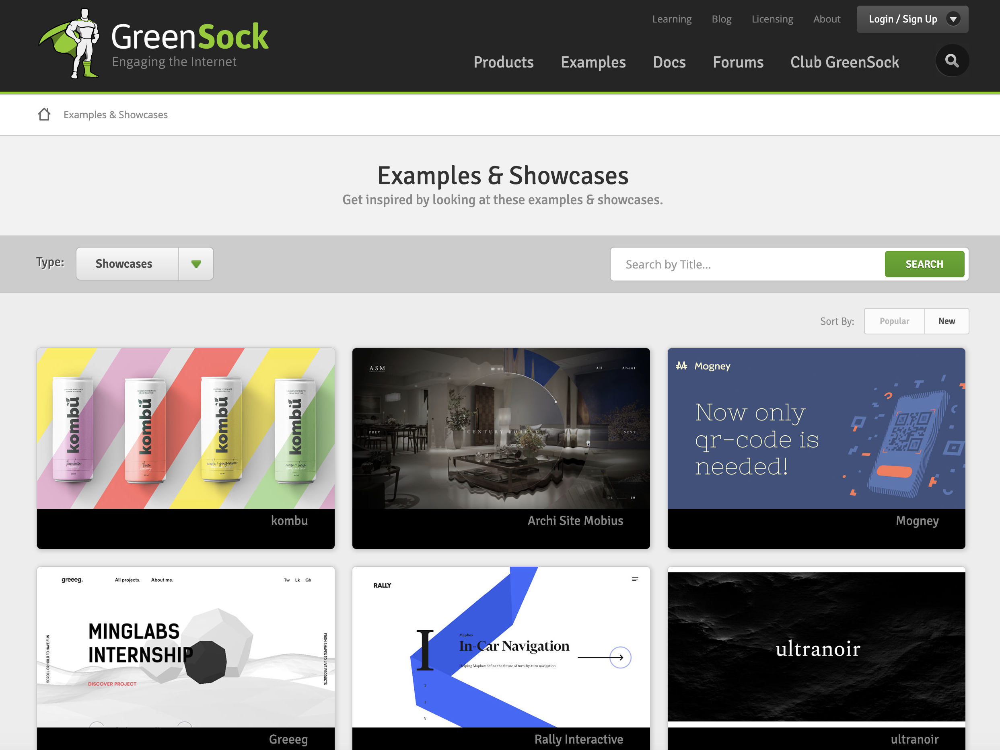 Learning Blog Licensing About Login / Sign Up
GreenSock
Engaging the Internet
Products Examples Docs Forums Club GreenSock
Examples & Showcases
Examples & Showcases
Get inspired by looking at these examples & showcases.
Type: Showcases
Search by Title...
SEARCH
Sort By: Popular New
kombu
kombu
kombu
kombu
kombu
ASM
All About
PREV
CENTURY FOREST
NEXT
04 19
Archi Site Mobius
Mogney
Now only
qr-code is
needed!
Mogney
greeeg. All projects. About me. Tw Lk Gh
MINGLABS
INTERNSHIP
DISCOVER PROJECT
SCROLL OR HOLD TO HAVE FUN
FROM SHAPES TO LIVE PRODUCTS
Greeeg
RALLY
I
Mapbox
In-Car Navigation
Helping Mapbox define the future of turn-by-turn navigation.
T
I
Y
Rally Interactive
ultranoir
ultranoir